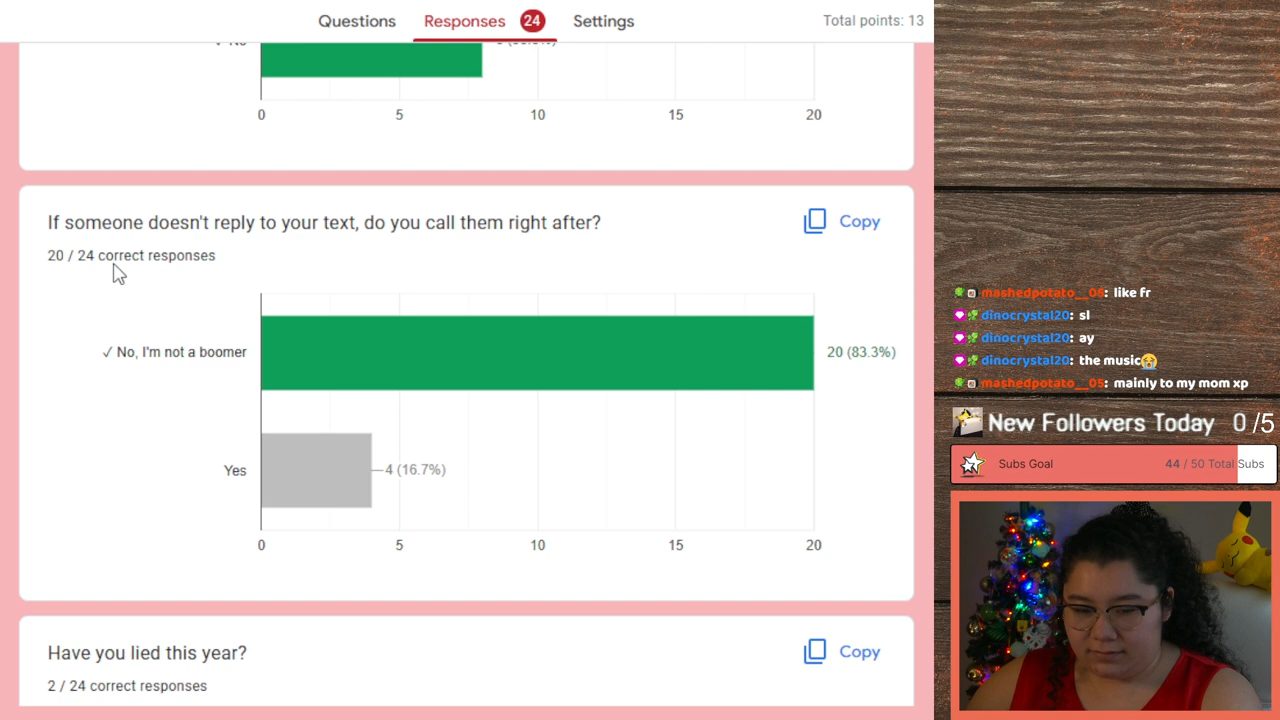 Questions Responses 24 Settings Total points: 13
0 5 10 15 20
If someone doesn't reply to your text, do you call them right after? Copy
20 / 24 correct responses
✓ No, I'm not a boomer 20 (83.3%)
Yes 4 (16.7%)
0 5 10 15 20
Have you lied this year? Copy
2 / 24 correct responses
mashedpotato__05: like fr
dinocrystal20: sl
dinocrystal20: ay
dinocrystal20: the music😭
mashedpotato__05: mainly to my mom xp
New Followers Today 0 /5
Subs Goal 44 / 50 Total Subs